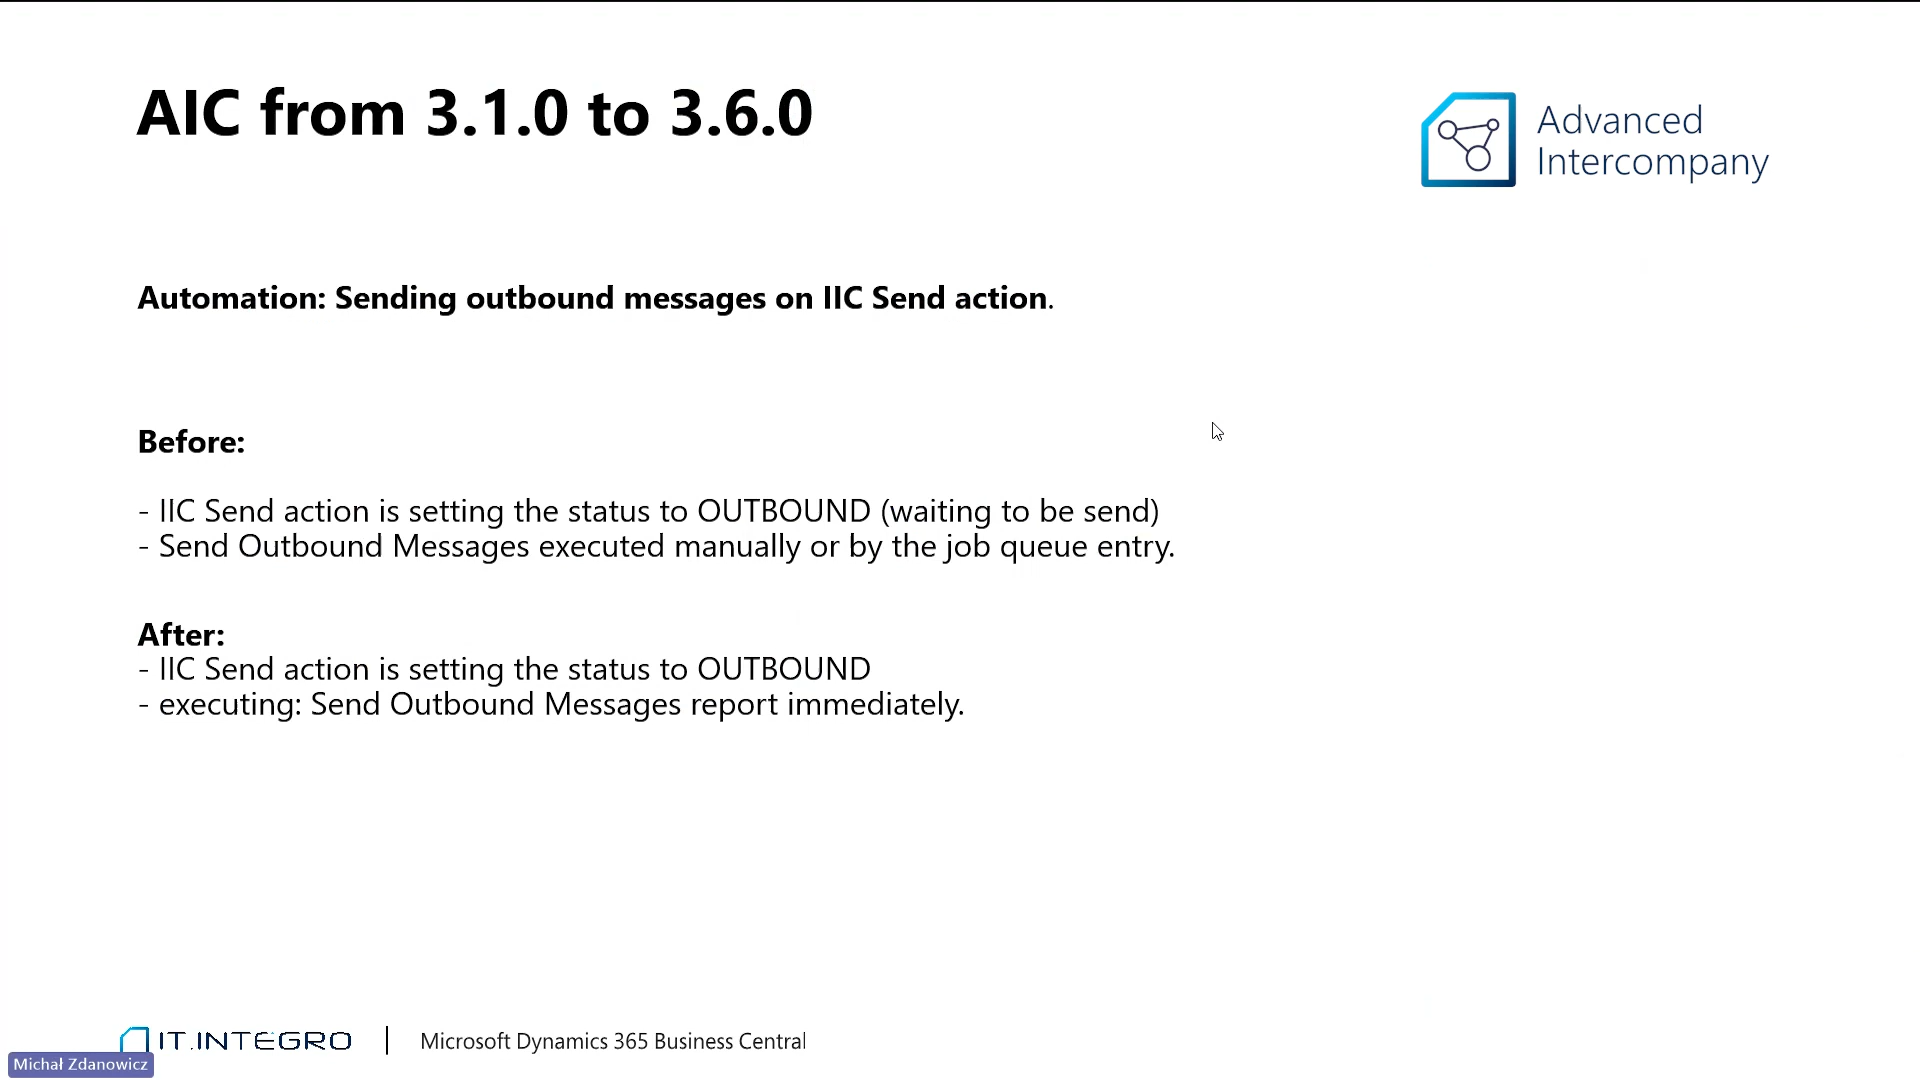 AIC from 3.1.0 to 3.6.0
Advanced
Intercompany
Automation: Sending outbound messages on IIC Send action.
Before:
- IIC Send action is setting the status to OUTBOUND (waiting to be send)
- Send Outbound Messages executed manually or by the job queue entry.
After:
- IIC Send action is setting the status to OUTBOUND
- executing: Send Outbound Messages report immediately.
IT.INTEGRO | Microsoft Dynamics 365 Business Central
Michał Zdanowicz